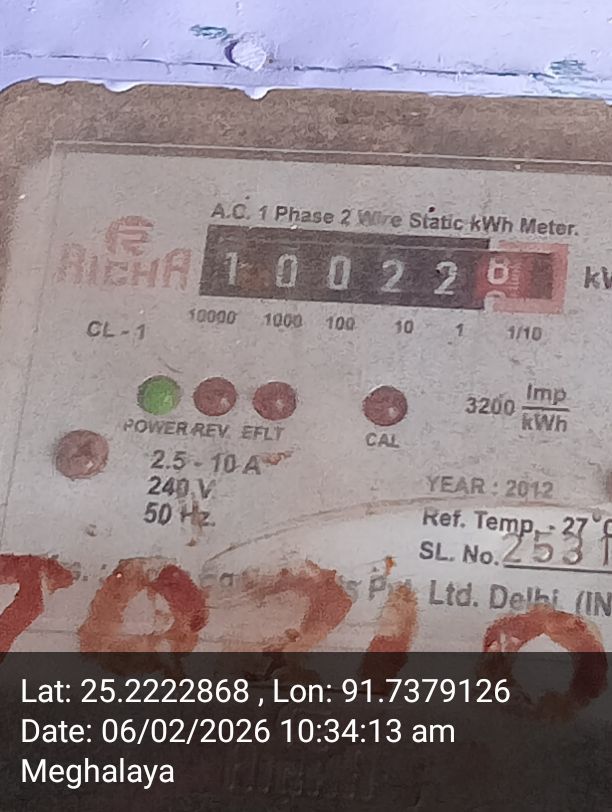 A.C. 1 Phase 2 Wire Static kWh Meter.
RICHA
1 0 0 2 2 8
10000 1000 100 10 1 1/10
CL - 1
3200 Imp/kWh
POWER REV. EFLT
CAL
2.5 - 10 A
240 V
50 Hz.
YEAR : 2012
Ref. Temp. - 27°C
SL. No. 2531
Ltd. Delhi. (IN
Lat: 25.2222868 , Lon: 91.7379126
Date: 06/02/2026 10:34:13 am
Meghalaya